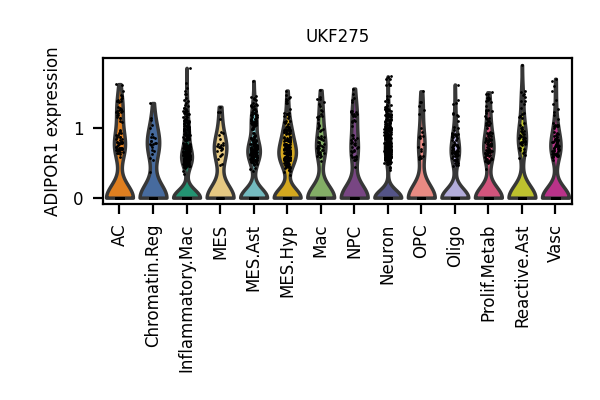 UKF275
ADIPOR1 expression
1
0
AC
Chromatin.Reg
Inflammatory.Mac
MES
MES.Ast
MES.Hyp
Mac
NPC
Neuron
OPC
Oligo
Prolif.Metab
Reactive.Ast
Vasc